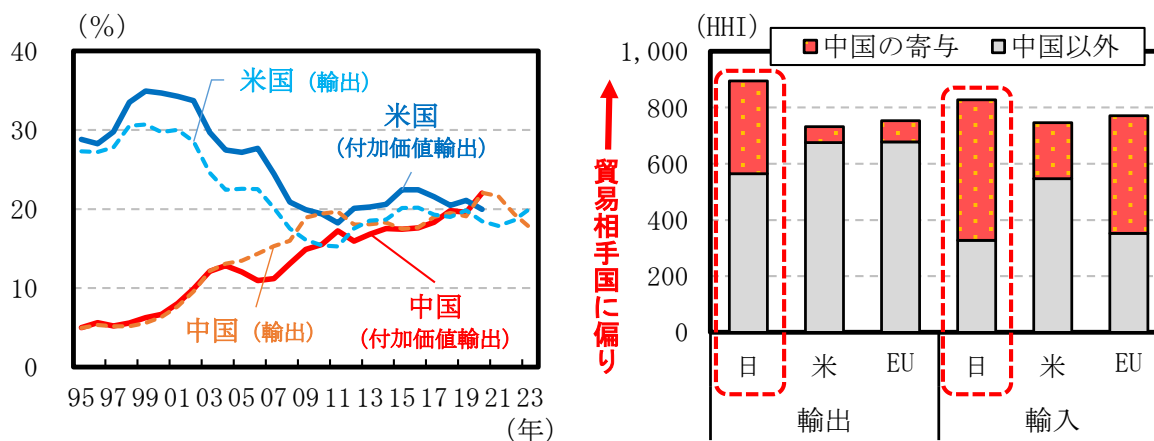 (%)
40
30
20
10
0
米国 (輸出)
米国
(付加価値輸出)
中国 (輸出)
中国
(付加価値輸出)
95 97 99 01 03 05 07 09 11 13 15 17 19 21 23
(年)
(HHI)
1,000
800
600
400
200
0
中国の寄与
中国以外
貿易相手国に偏り
日 米 EU 日 米 EU
輸出 輸入